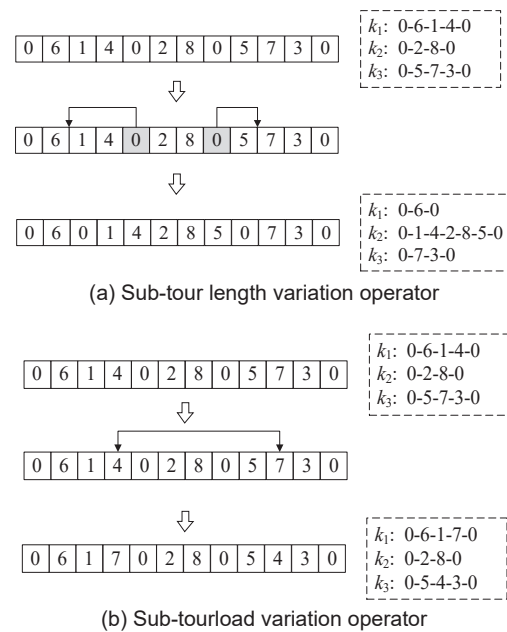 0 6 1 4 0 2 8 0 5 7 3 0
k1: 0-6-1-4-0
k2: 0-2-8-0
k3: 0-5-7-3-0
0 6 1 4 0 2 8 0 5 7 3 0
0 6 0 1 4 2 8 5 0 7 3 0
k1: 0-6-0
k2: 0-1-4-2-8-5-0
k3: 0-7-3-0
(a) Sub-tour length variation operator
0 6 1 4 0 2 8 0 5 7 3 0
k1: 0-6-1-4-0
k2: 0-2-8-0
k3: 0-5-7-3-0
0 6 1 4 0 2 8 0 5 7 3 0
0 6 1 7 0 2 8 0 5 4 3 0
k1: 0-6-1-7-0
k2: 0-2-8-0
k3: 0-5-4-3-0
(b) Sub-tourload variation operator